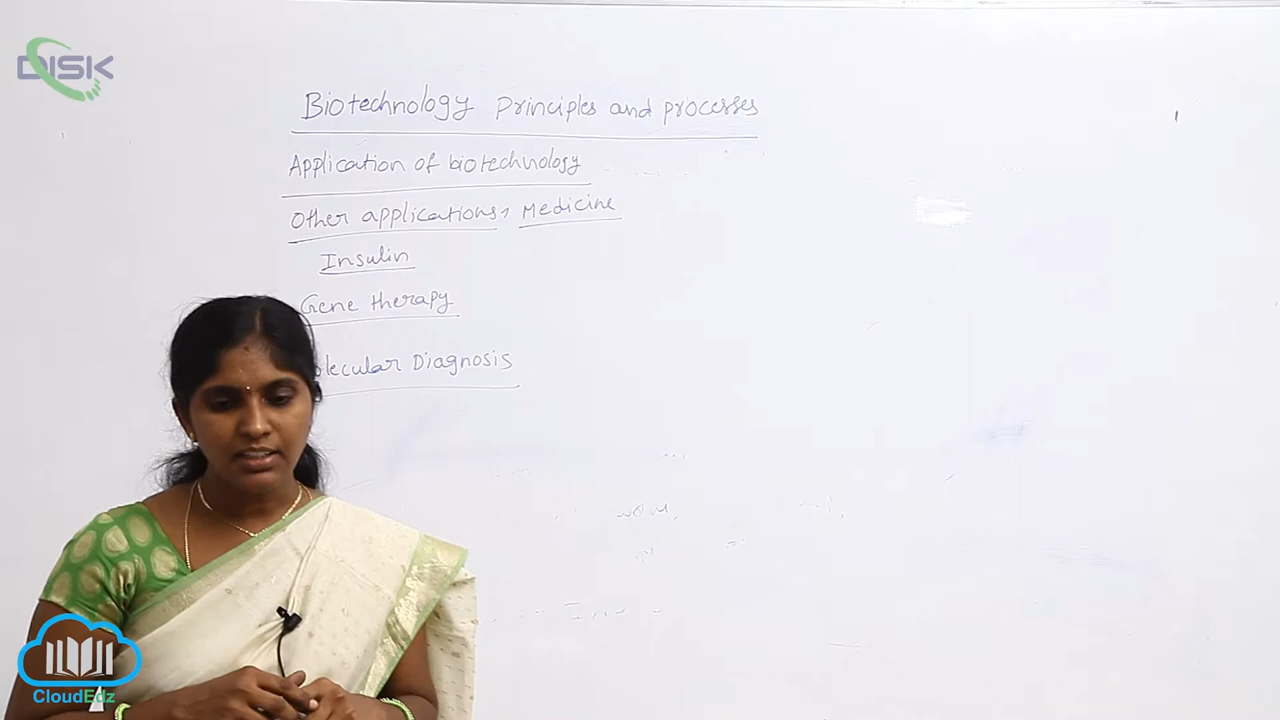 DISK
Biotechnology Principles and processes
Application of biotechnology
Other applications, Medicine
Insulin
Gene therapy
olecular Diagnosis
CloudEdz